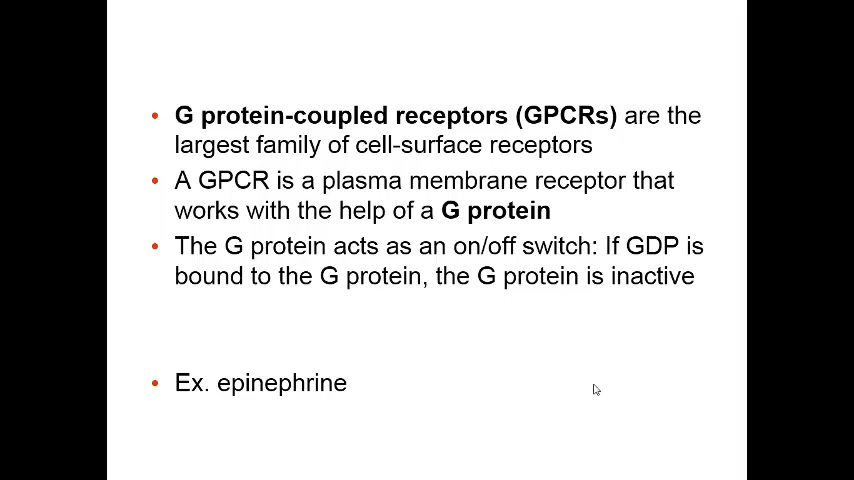 • G protein-coupled receptors (GPCRs) are the
largest family of cell-surface receptors
• A GPCR is a plasma membrane receptor that
works with the help of a G protein
• The G protein acts as an on/off switch: If GDP is
bound to the G protein, the G protein is inactive
• Ex. epinephrine